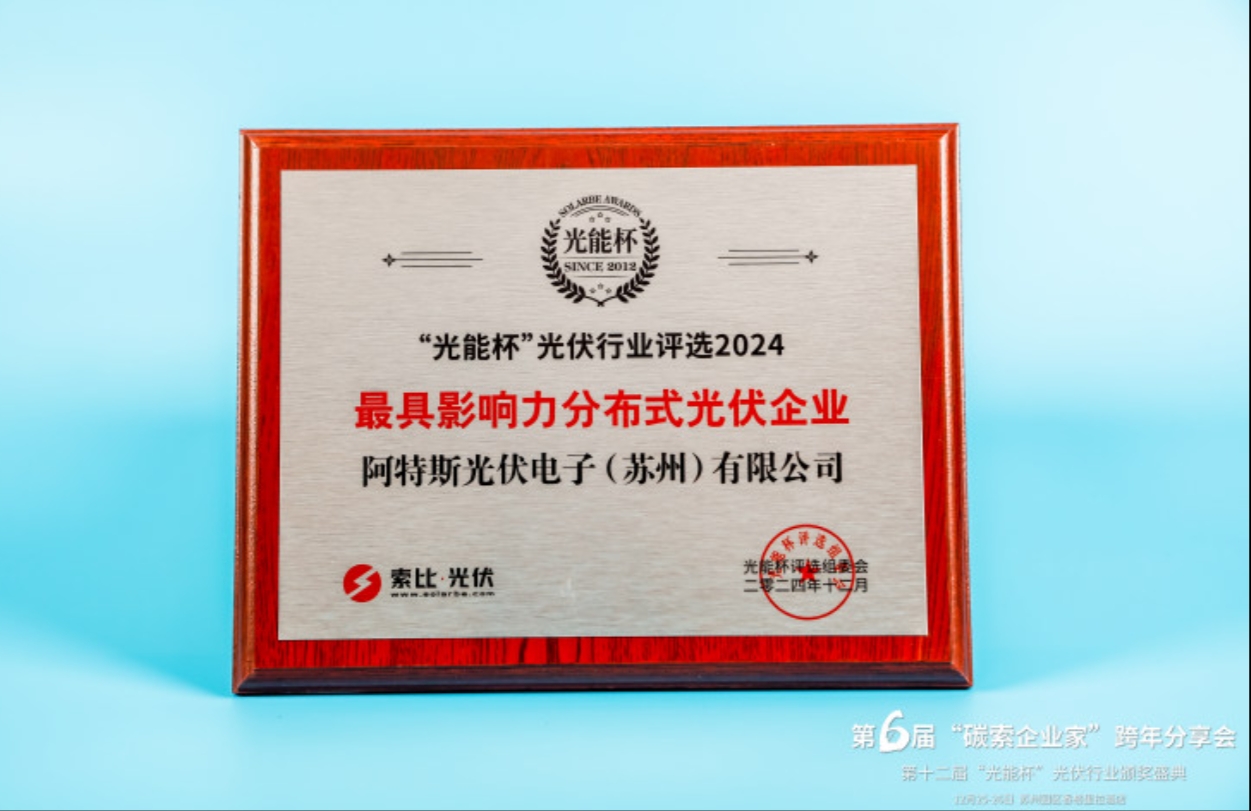 SOLARBE AWARDS
光能杯
SINCE 2012
“光能杯”光伏行业评选2024
最具影响力分布式光伏企业
阿特斯光伏电子（苏州）有限公司
索比·光伏
www.solarbe.com
光能杯评选组委会
二零二四年十二月
第6届“碳索企业家”跨年分享会
第十二届“光能杯”光伏行业颁奖盛典